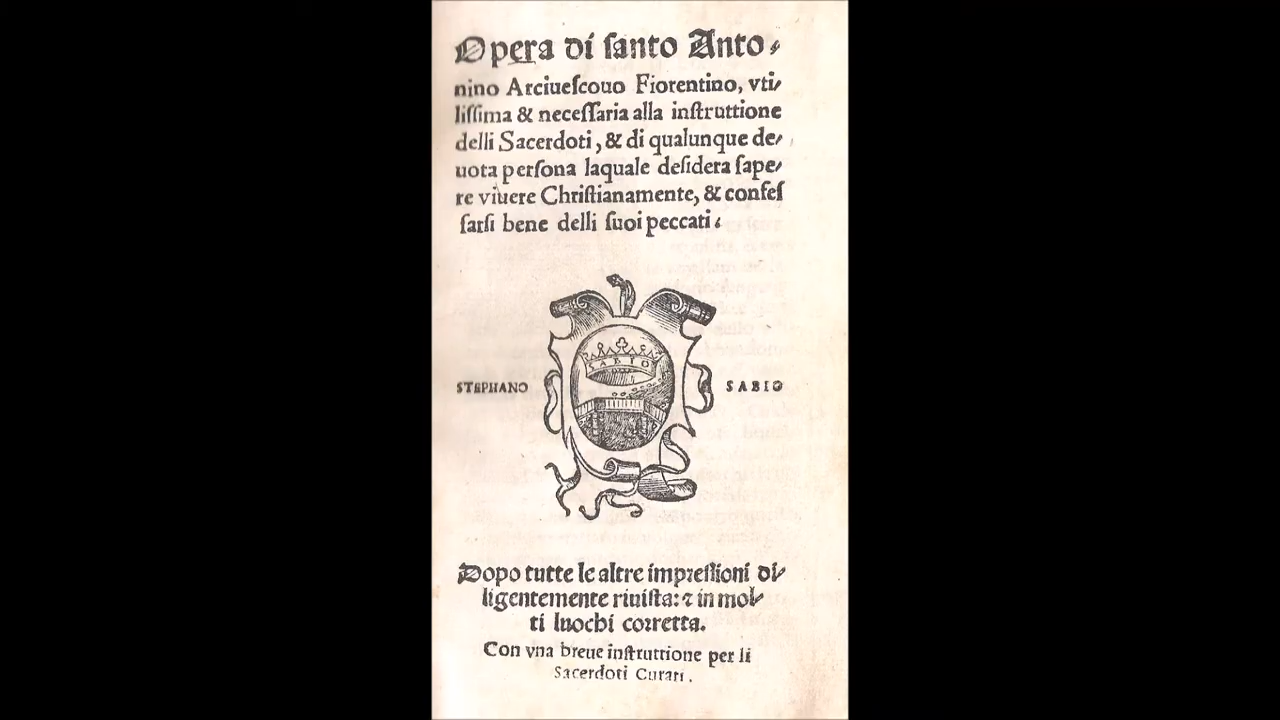 Opera di ſanto Anto⸗
nino Arciueſcouo Fiorentino, vti⸗
liſſima & neceſſaria alla inſtruttione
delli Sacerdoti, & di qualunque de⸗
uota perſona laquale deſidera ſape⸗
re viuere Chriſtianamente, & confeſ
ſarſi bene delli ſuoi peccati.
SABIO
STEPHANO SABIO
Dopo tutte le altre impreſſioni di⸗
ligentemente riuiſta: ⁊ in mol⸗
ti luochi corretta.
Con vna breue inſtruttione per li
Sacerdoti Curati.